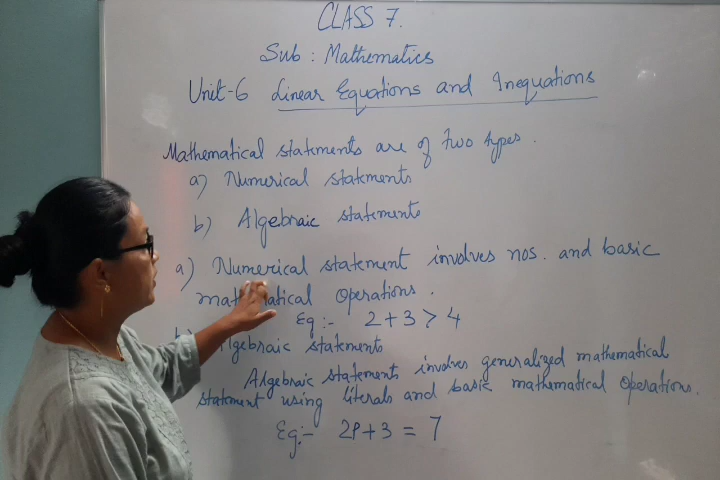 CLASS 7.
Sub : Mathematics
Unit-6 Linear Equations and Inequations
Mathematical statements are of two types.
a) Numerical statements
b) Algebraic statements
a) Numerical statement involves nos. and basic
mathematical operations.
Eg :- 2+3 > 4
b) Algebraic statements
Algebraic statements involves generalized mathematical
statement using literals and basic mathematical operations.
Eg:- 2P+3 = 7